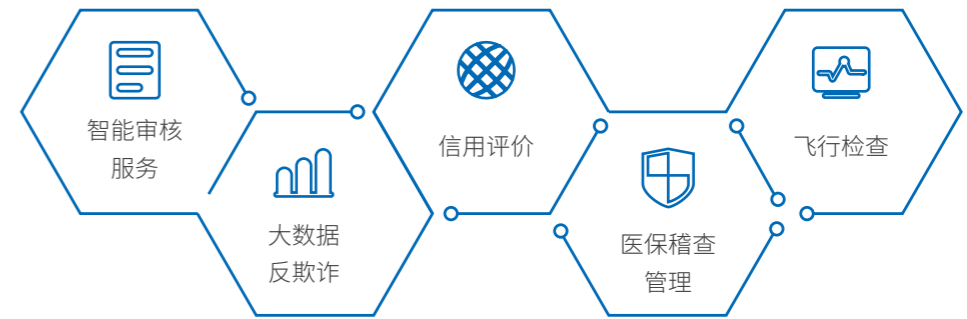 智能审核
服务
大数据
反欺诈
信用评价
医保稽查
管理
飞行检查